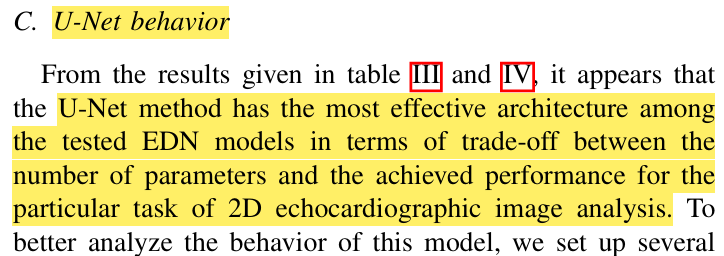 C. U-Net behavior
From the results given in table III and IV, it appears that
the U-Net method has the most effective architecture among
the tested EDN models in terms of trade-off between the
number of parameters and the achieved performance for the
particular task of 2D echocardiographic image analysis. To
better analyze the behavior of this model, we set up several